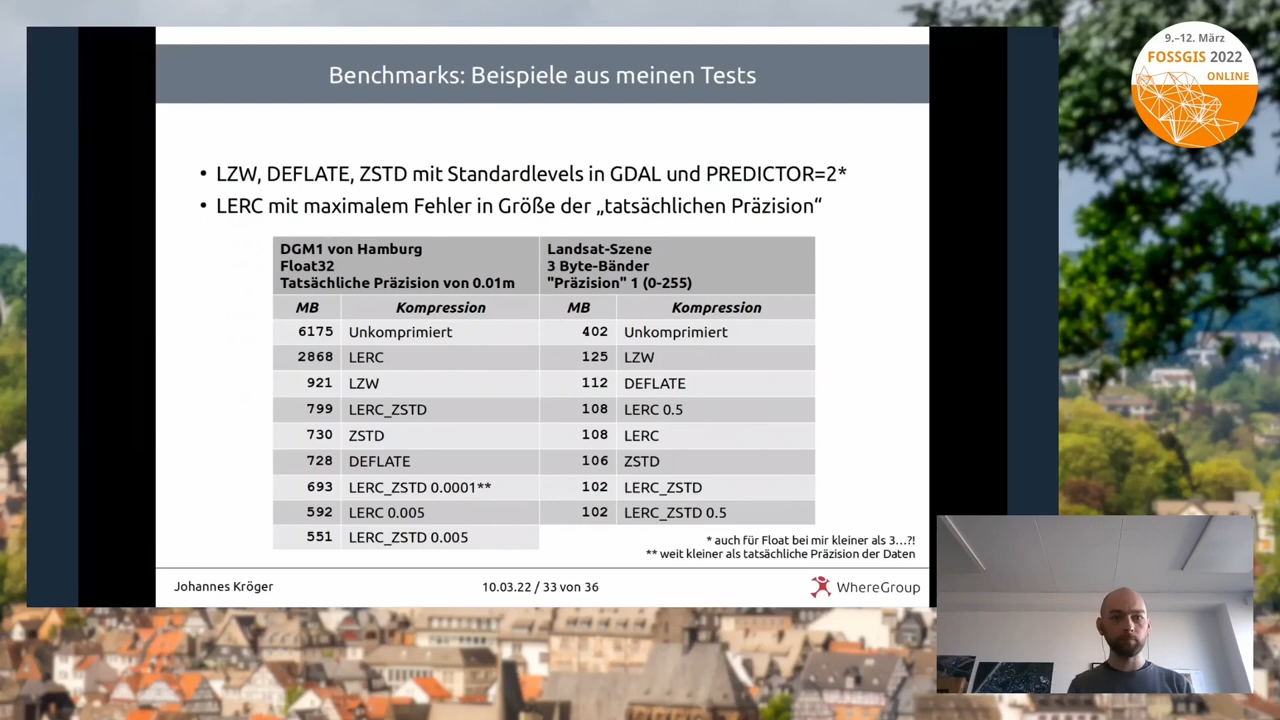 Benchmarks: Beispiele aus meinen Tests
9.–12. März
FOSSGIS 2022
ONLINE
• LZW, DEFLATE, ZSTD mit Standardlevels in GDAL und PREDICTOR=2*
• LERC mit maximalem Fehler in Größe der „tatsächlichen Präzision“
DGM1 von Hamburg
Float32
Tatsächliche Präzision von 0.01m
Landsat-Szene
3 Byte-Bänder
"Präzision" 1 (0-255)
MB Kompression MB Kompression
6175 Unkomprimiert 402 Unkomprimiert
2868 LERC 125 LZW
921 LZW 112 DEFLATE
799 LERC_ZSTD 108 LERC 0.5
730 ZSTD 108 LERC
728 DEFLATE 106 ZSTD
693 LERC_ZSTD 0.0001** 102 LERC_ZSTD
592 LERC 0.005 102 LERC_ZSTD 0.5
551 LERC_ZSTD 0.005
* auch für Float bei mir kleiner als 3...?!
** weit kleiner als tatsächliche Präzision der Daten
Johannes Kröger 10.03.22 / 33 von 36 WhereGroup